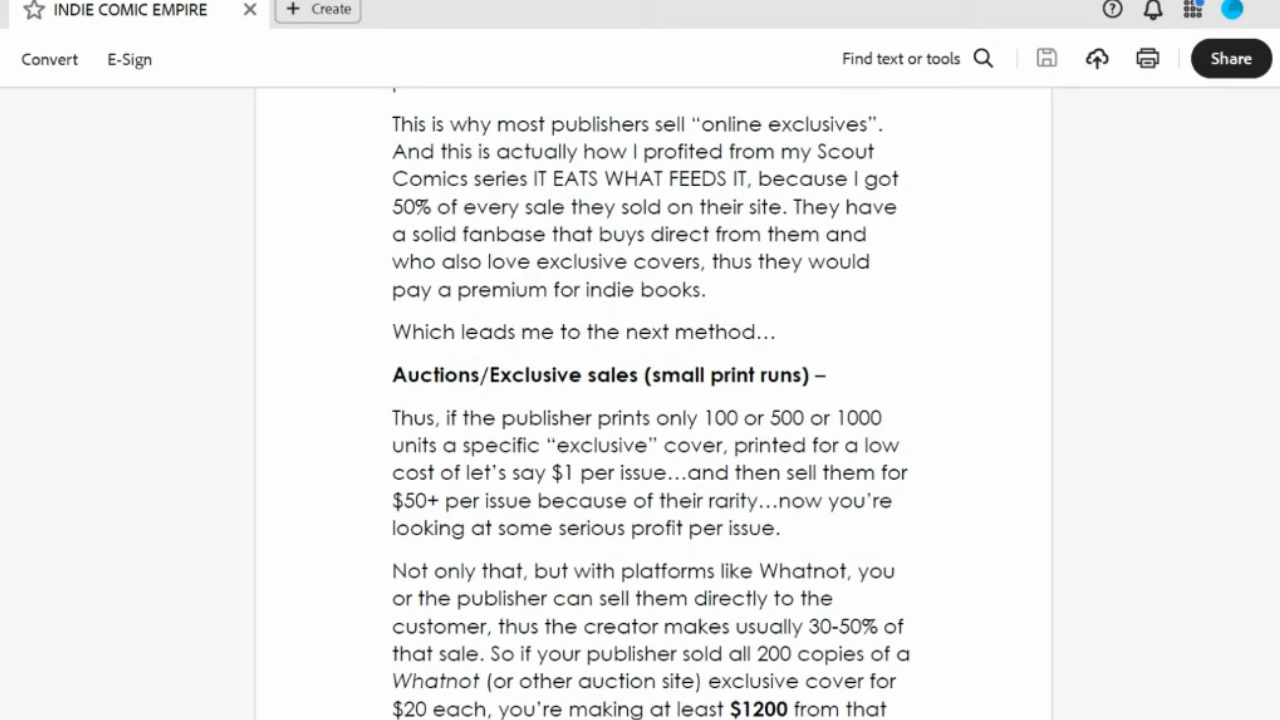 INDIE COMIC EMPIRE
Create
Convert
E-Sign
Find text or tools
Share
This is why most publishers sell “online exclusives”.
And this is actually how I profited from my Scout
Comics series IT EATS WHAT FEEDS IT, because I got
50% of every sale they sold on their site. They have
a solid fanbase that buys direct from them and
who also love exclusive covers, thus they would
pay a premium for indie books.
Which leads me to the next method…
Auctions/Exclusive sales (small print runs) –
Thus, if the publisher prints only 100 or 500 or 1000
units a specific “exclusive” cover, printed for a low
cost of let’s say $1 per issue…and then sell them for
$50+ per issue because of their rarity…now you’re
looking at some serious profit per issue.
Not only that, but with platforms like Whatnot, you
or the publisher can sell them directly to the
customer, thus the creator makes usually 30-50% of
that sale. So if your publisher sold all 200 copies of a
Whatnot (or other auction site) exclusive cover for
$20 each, you’re making at least $1200 from that